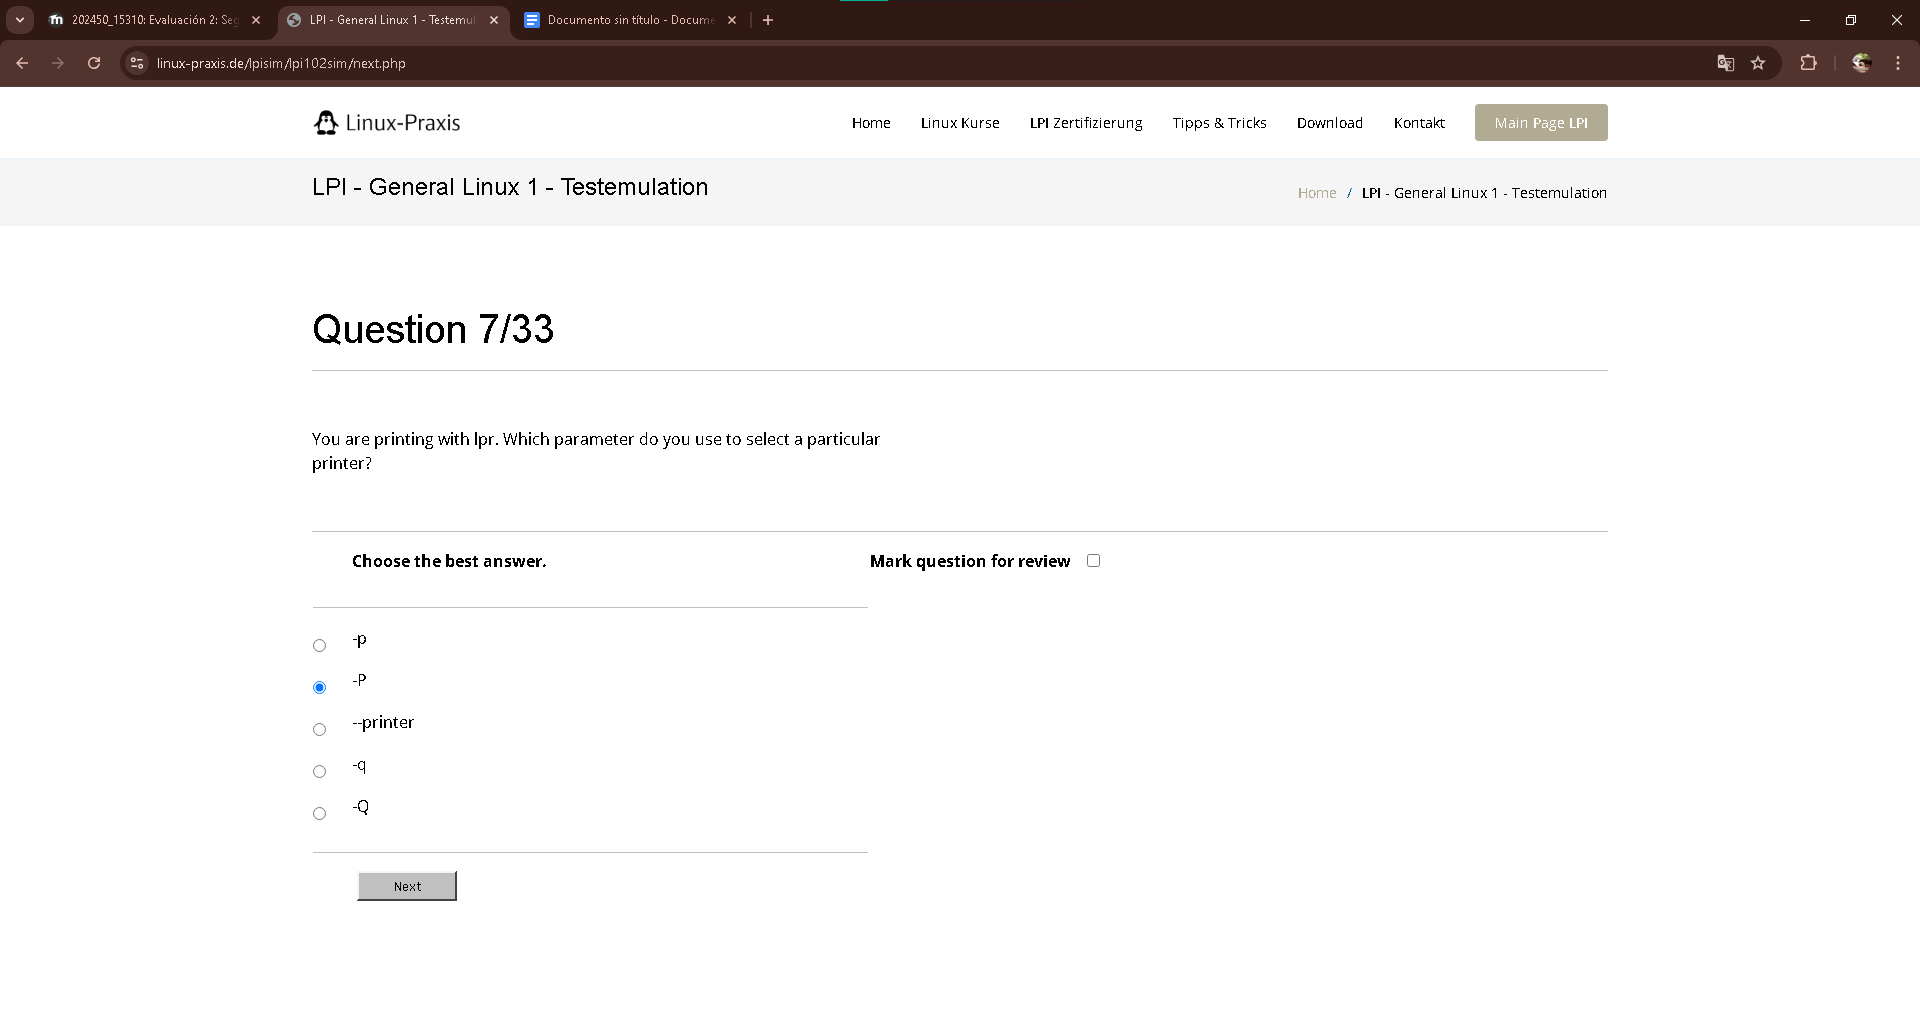 202450_15310: Evaluación 2: Seg
LPI - General Linux 1 - Testemul
Documento sin título - Docume
linux-praxis.de/lpisim/lpi102sim/next.php
Linux-Praxis
Home
Linux Kurse
LPI Zertifizierung
Tipps & Tricks
Download
Kontakt
Main Page LPI
LPI - General Linux 1 - Testemulation
Home / LPI - General Linux 1 - Testemulation
Question 7/33
You are printing with lpr. Which parameter do you use to select a particular
printer?
Choose the best answer.
Mark question for review
-p
-P
--printer
-q
-Q
Next